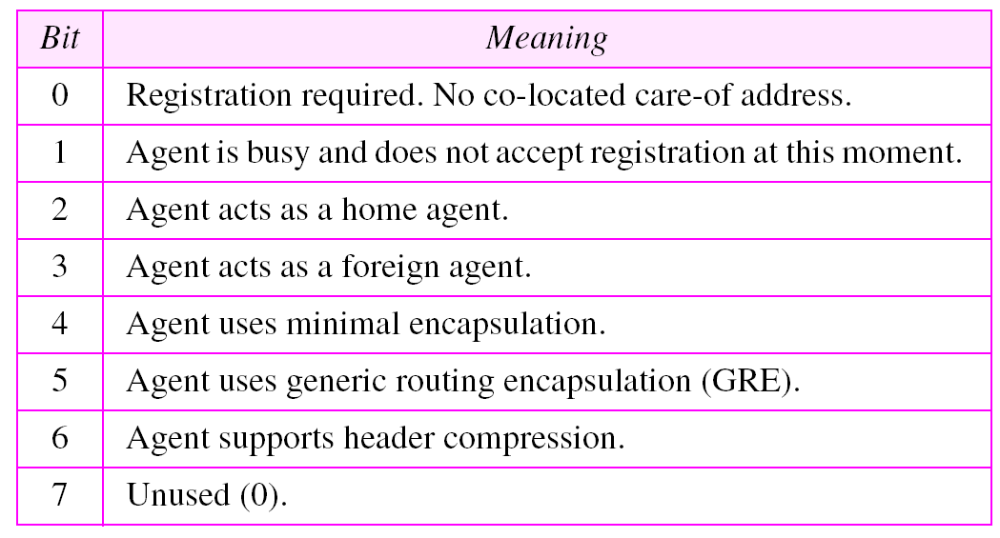 Bit Meaning
0 Registration required. No co-located care-of address.
1 Agent is busy and does not accept registration at this moment.
2 Agent acts as a home agent.
3 Agent acts as a foreign agent.
4 Agent uses minimal encapsulation.
5 Agent uses generic routing encapsulation (GRE).
6 Agent supports header compression.
7 Unused (0).